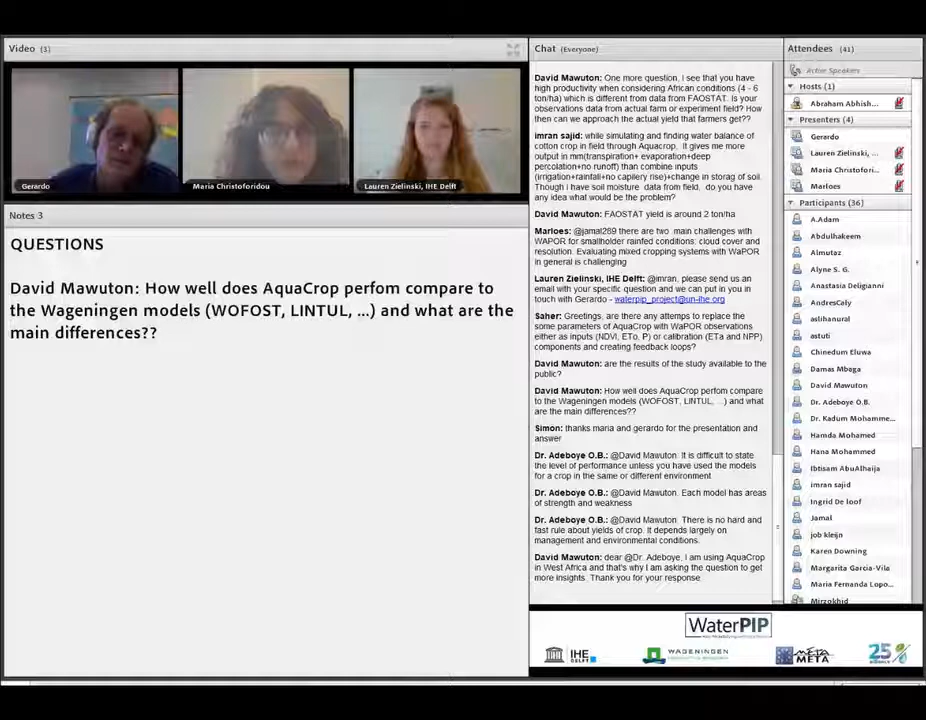 Video (3)
Gerardo
Maria Christoforidou
Lauren Zielinski, IHE Delft
Notes 3
QUESTIONS
David Mawuton: How well does AquaCrop perfom compare to
the Wageningen models (WOFOST, LINTUL, ...) and what are the
main differences??
Chat (Everyone)
David Mawuton: One more question, I see that you have
high productivity when considering African conditions (4 - 6
ton/ha) which is different from data from FAOSTAT. Is your
observations data from actual farm or experiment field? How
then can we approach the actual yield that farmers get??
imran sajid: while simulating and finding water balance of
cotton crop in field through Aquacrop. It gives me more
output in mm(transpiration+ evaporation+deep
percolation+no runoff) than combine inputs
(irrigation+rainfall+no capilery rise)+change in storag of soil.
Though i have soil moisture data from field, do you have
any idea what would be the problem?
David Mawuton: FAOSTAT yield is around 2 ton/ha
Marloes: @jamal289 there are two main challenges with
WAPOR for smallholder rainfed conditions: cloud cover and
resolution. Evaluating mixed cropping systems with WaPOR
in general is challenging
Lauren Zielinski, IHE Delft: @imran, please send us an
email with your specific question and we can put you in in
touch with Gerardo - waterpip_project@un-ihe.org
Saher: Greetings, are there any attemps to replace the
some parameters of AquaCrop with WaPOR observations
either as inputs (NDVI, ETo, P) or calibration (ETa and NPP)
components and creating feedback loops?
David Mawuton: are the results of the study available to the
public?
David Mawuton: How well does AquaCrop perfom compare
to the Wageningen models (WOFOST, LINTUL, ...) and what
are the main differences??
Simon: thanks maria and gerardo for the presentation and
answer
Dr. Adeboye O.B.: @David Mawuton. It is difficult to state
the level of performance unless you have used the models
for a crop in the same or different environment
Dr. Adeboye O.B.: @David Mawuton. Each model has areas
of strength and weakness
Dr. Adeboye O.B.: @David Mawuton. There is no hard and
fast rule about yields of crop. It depends largely on
management and environmental conditions.
David Mawuton: dear @Dr. Adeboye, I am using AquaCrop
in West Africa and that's why I am asking the question to get
more insights. Thank you for your response
Attendees (41)
Active Speakers
Hosts (1)
Abraham Abhish...
Presenters (4)
Gerardo
Lauren Zielinski, ...
Maria Christofori...
Marloes
Participants (36)
A.Adam
Abdulhakeem
Almutaz
Alyne S. G.
Anastasia Deligianni
AndresCaly
aslihanural
astuti
Chinedum Eluwa
Damas Mbaga
David Mawuton
Dr. Adeboye O.B.
Dr. Kadum Mohamme...
Hamda Mohamed
Hana Mohammed
Ibtisam AbuAlhaija
imran sajid
Ingrid De loof
Jamal
job kleijn
Karen Downing
Margarita Garcia-Vila
Maria Fernanda Lopo...
Mirzokhid
WaterPIP
IHE
DELFT
WAGENINGEN
META
META
25